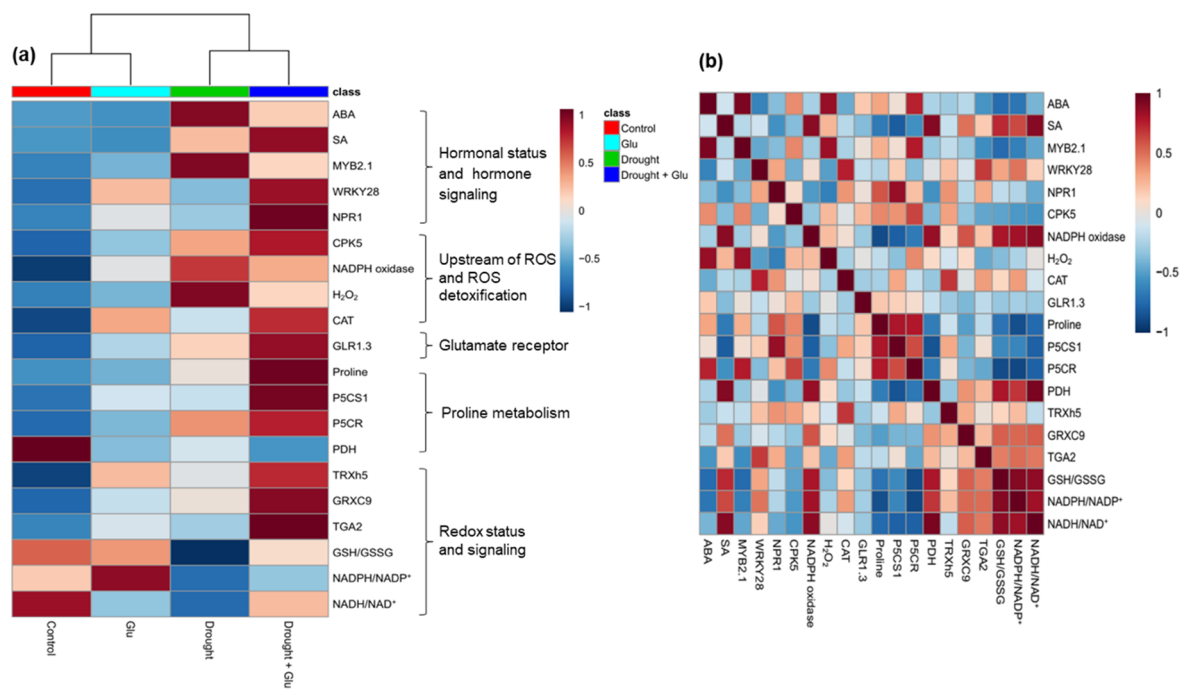 (a)
class
ABA
SA
MYB2.1
WRKY28
NPR1
CPK5
NADPH oxidase
H₂O₂
CAT
GLR1.3
Proline
P5CS1
P5CR
PDH
TRXh5
GRXC9
TGA2
GSH/GSSG
NADPH/NADP⁺
NADH/NAD⁺
Control
Glu
Drought
Drought + Glu
Hormonal status
and hormone
signaling
Upstream of ROS
and ROS
detoxification
Glutamate receptor
Proline metabolism
Redox status
and signaling
1
0.5
0
−0.5
−1
class
Control
Glu
Drought
Drought + Glu
(b)
ABA
SA
MYB2.1
WRKY28
NPR1
CPK5
NADPH oxidase
H₂O₂
CAT
GLR1.3
Proline
P5CS1
P5CR
PDH
TRXh5
GRXC9
TGA2
GSH/GSSG
NADPH/NADP⁺
NADH/NAD⁺
ABA
SA
MYB2.1
WRKY28
NPR1
CPK5
NADPH oxidase
H₂O₂
CAT
GLR1.3
Proline
P5CS1
P5CR
PDH
TRXh5
GRXC9
TGA2
GSH/GSSG
NADPH/NADP⁺
NADH/NAD⁺
1
0.5
0
−0.5
−1